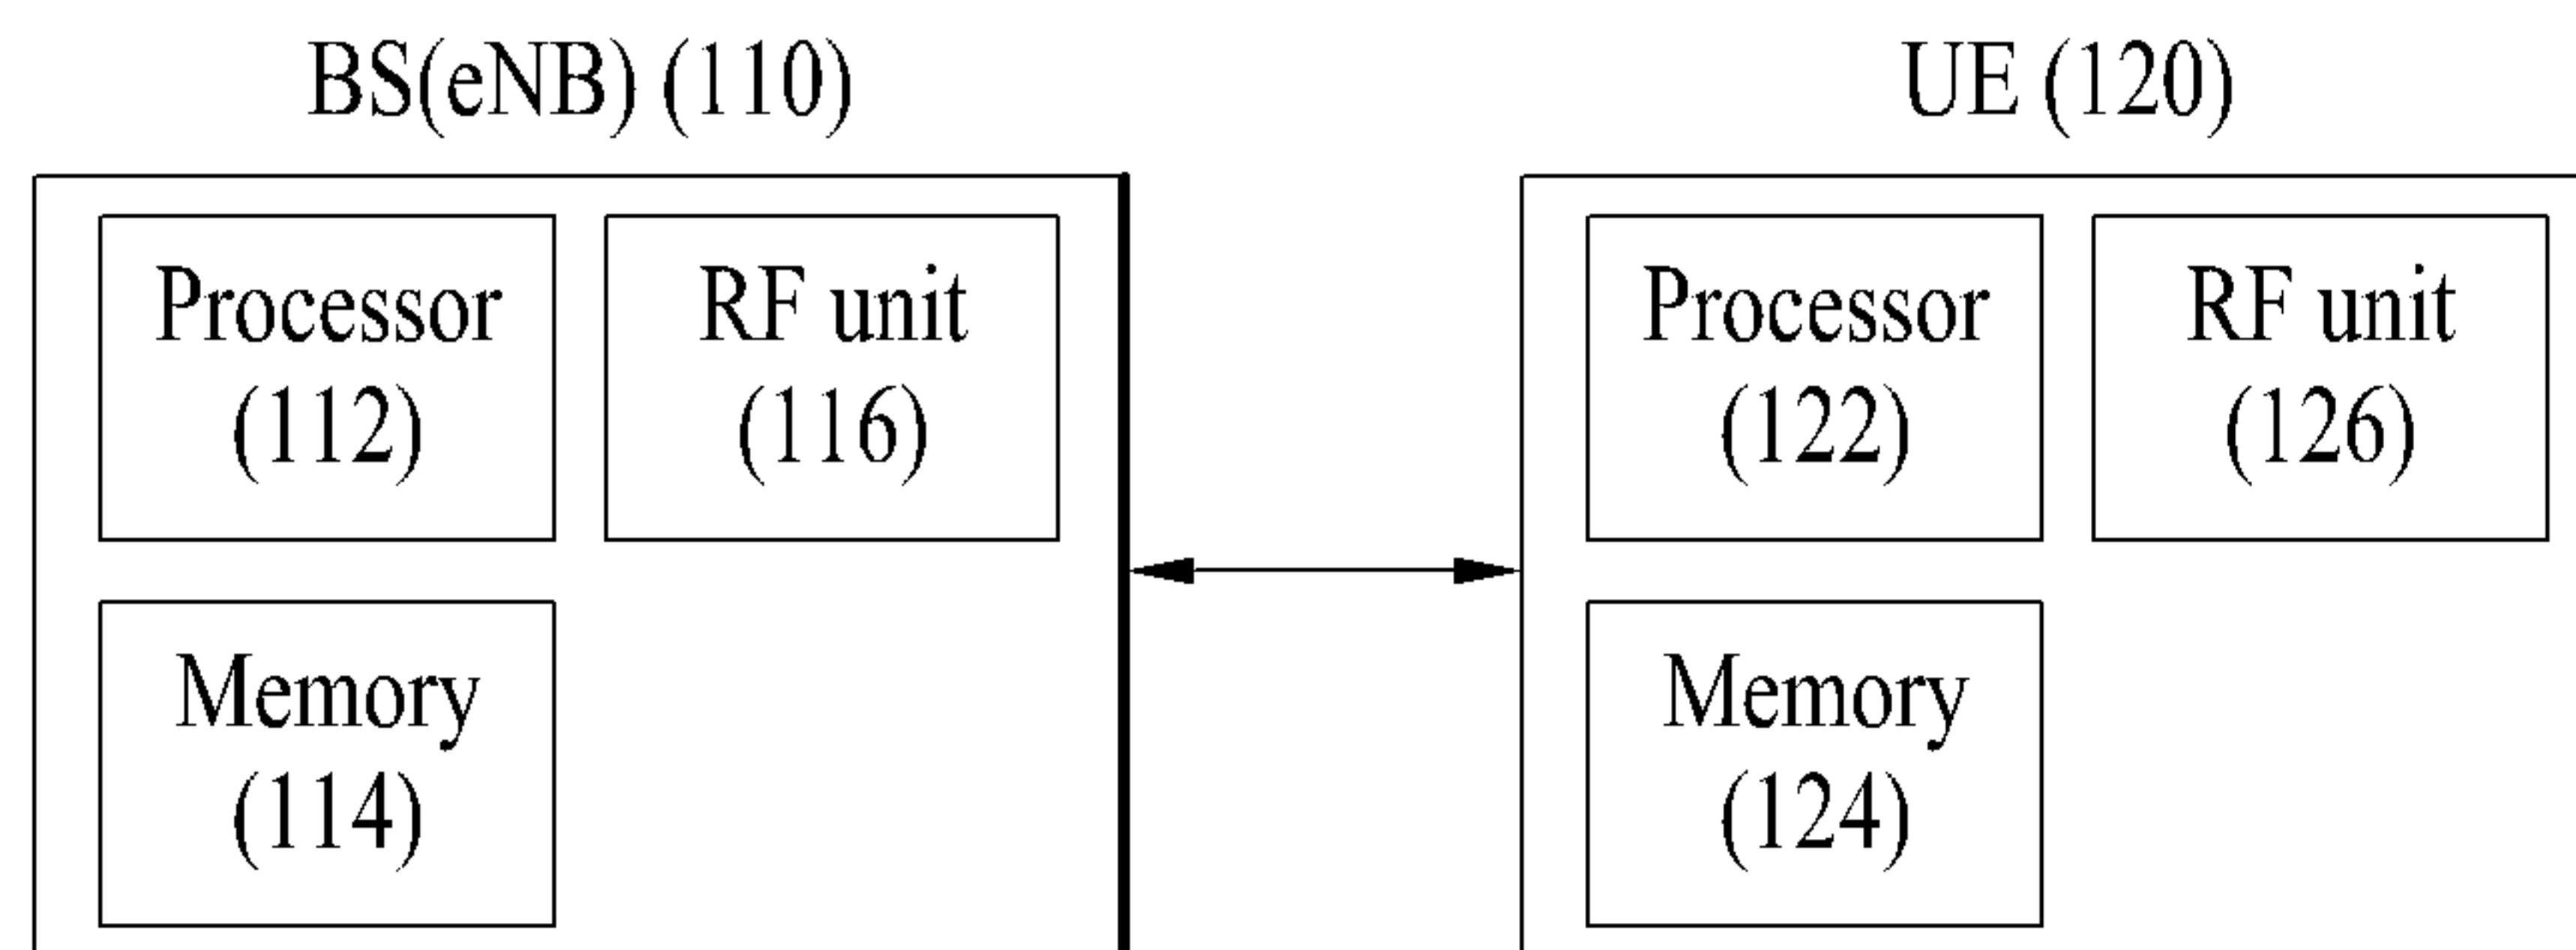 BS(eNB) (110)
UE (120)
Processor
(112)
RF unit
(116)
Memory
(114)
Processor
(122)
RF unit
(126)
Memory
(124)